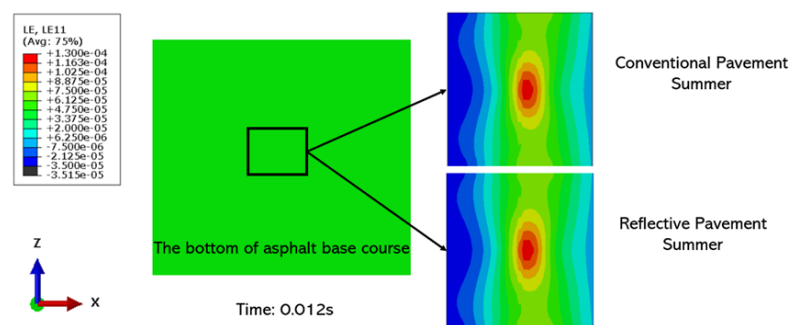 LE, LE11
(Avg: 75%)
+1.300e-04
+1.163e-04
+1.025e-04
+8.875e-05
+7.500e-05
+6.125e-05
+4.750e-05
+3.375e-05
+2.000e-05
+6.250e-06
-7.500e-06
-2.125e-05
-3.500e-05
-3.515e-05
Conventional Pavement
Summer
Reflective Pavement
Summer
The bottom of asphalt base course
Z
X
Time: 0.012s